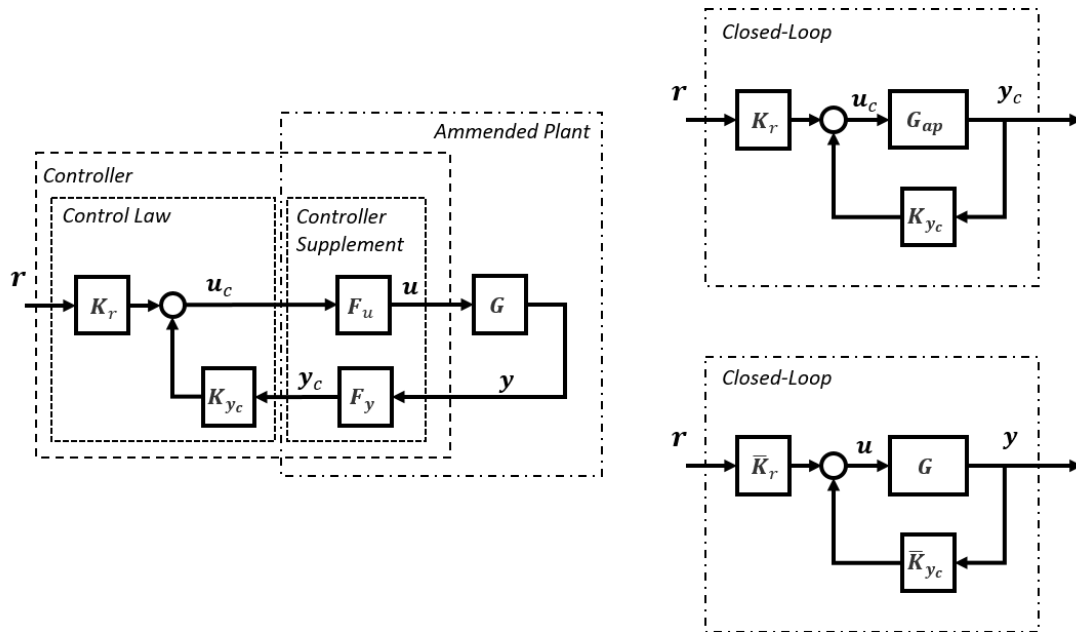 Ammended Plant
Controller
Control Law
Controller
Supplement
r
K_r
u_c
F_u
u
G
K_{y_c}
y_c
F_y
y
Closed-Loop
r
K_r
u_c
G_{ap}
y_c
K_{y_c}
Closed-Loop
r
K̅_r
u
G
y
K̅_{y_c}